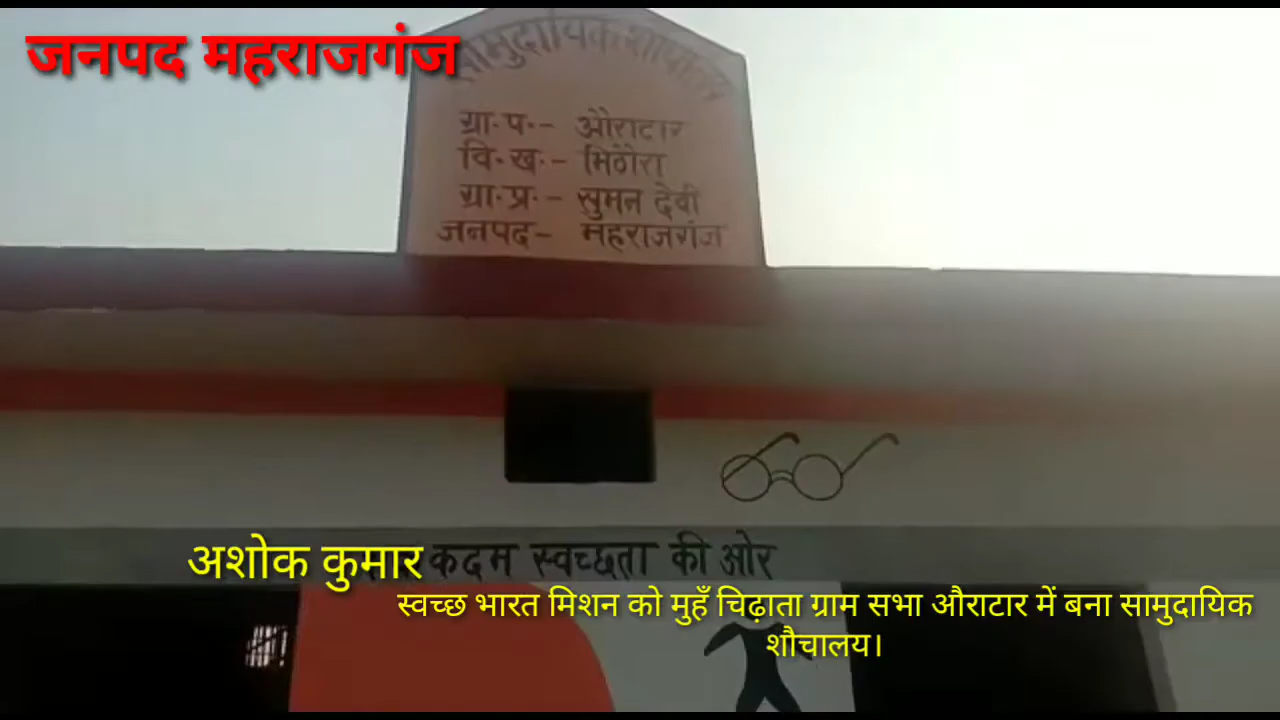 जनपद महराजगंज
सामुदायिक शौचालय
ग्रा.प.- औराटार
वि.ख.- मिठौरा
ग्रा.प्र.- सुमन देवी
जनपद- महराजगंज
अशोक कुमार
कदम स्वच्छता की ओर
स्वच्छ भारत मिशन को मुहँ चिढ़ाता ग्राम सभा औराटार में बना सामुदायिक
शौचालय।